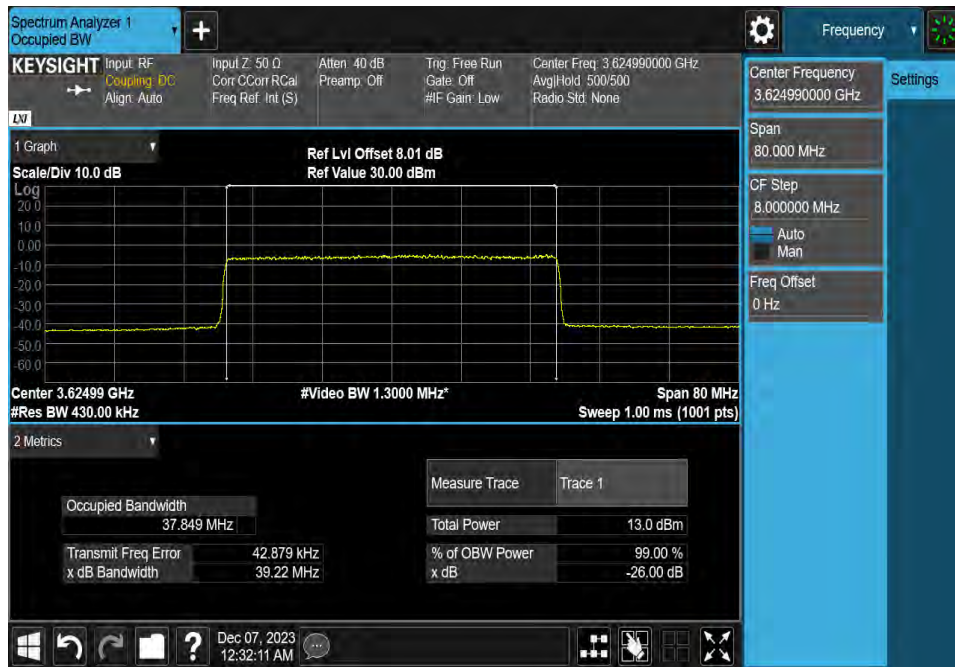 Spectrum Analyzer 1
Occupied BW
+
Frequency
KEYSIGHT
LXI
Input: RF
Coupling: DC
Align: Auto
Input Z: 50 Ω
Corr CCorr RCal
Freq Ref: Int (S)
Atten: 40 dB
Preamp: Off
Trig: Free Run
Gate: Off
#IF Gain: Low
Center Freq: 3.624990000 GHz
Avg|Hold: 500/500
Radio Std: None
Center Frequency
3.624990000 GHz
Settings
Span
80.000 MHz
CF Step
8.000000 MHz
Auto
Man
Freq Offset
0 Hz
1 Graph
Scale/Div 10.0 dB
Ref Lvl Offset 8.01 dB
Ref Value 30.00 dBm
Log
20.0
10.0
0.00
-10.0
-20.0
-30.0
-40.0
-50.0
-60.0
Center 3.62499 GHz
#Video BW 1.3000 MHz*
Span 80 MHz
#Res BW 430.00 kHz
Sweep 1.00 ms (1001 pts)
2 Metrics
Measure Trace
Trace 1
Occupied Bandwidth
37.849 MHz
Total Power
13.0 dBm
Transmit Freq Error
42.879 kHz
% of OBW Power
99.00 %
x dB Bandwidth
39.22 MHz
x dB
-26.00 dB
?
Dec 07, 2023
12:32:11 AM